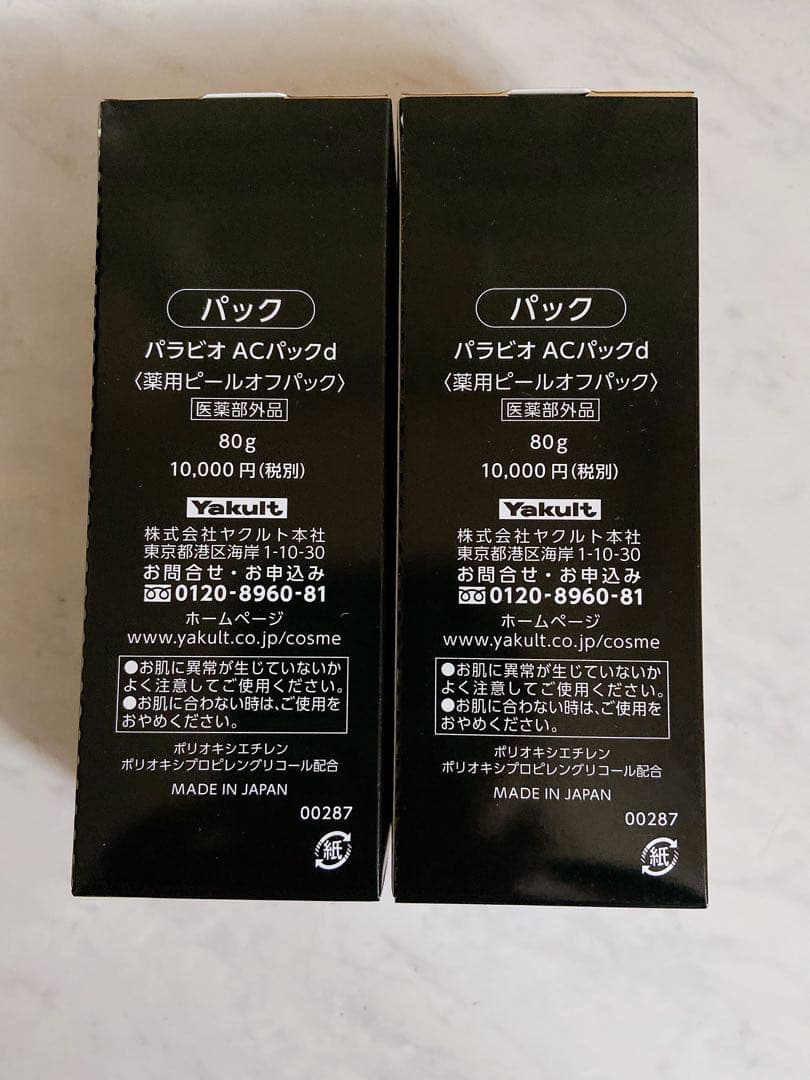 パック
パラビオ ACパックd
〈薬用ピールオフパック〉
医薬部外品
80g
10,000 円(税別)
Yakult
株式会社ヤクルト本社
東京都港区海岸1-10-30
お問合せ・お申込み
0120-8960-81
ホームページ
www.yakult.co.jp/cosme
●お肌に異常が生じていないか
よく注意してご使用ください。
●お肌に合わない時は、ご使用を
おやめください。
ポリオキシエチレン
ポリオキシプロピレングリコール配合
MADE IN JAPAN
00287
紙
パック
パラビオ ACパックd
〈薬用ピールオフパック〉
医薬部外品
80g
10,000 円(税別)
Yakult
株式会社ヤクルト本社
東京都港区海岸1-10-30
お問合せ・お申込み
0120-8960-81
ホームページ
www.yakult.co.jp/cosme
●お肌に異常が生じていないか
よく注意してご使用ください。
●お肌に合わない時は、ご使用を
おやめください。
ポリオキシエチレン
ポリオキシプロピレングリコール配合
MADE IN JAPAN
00287
紙